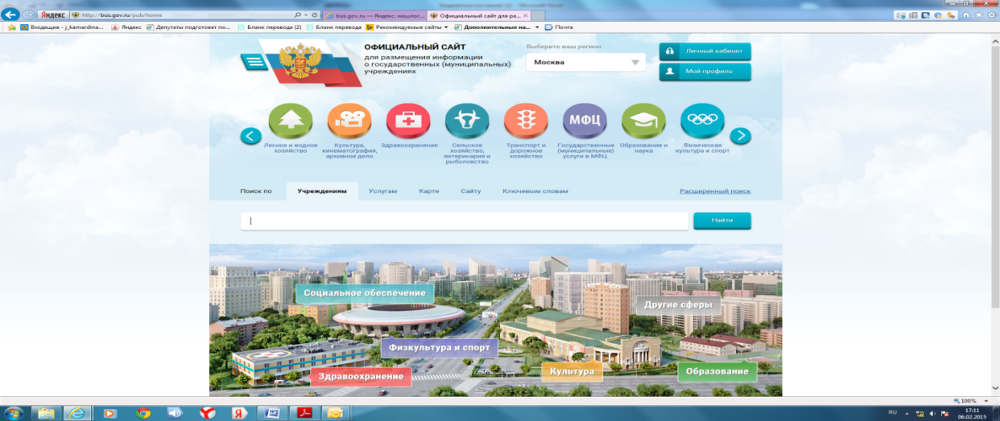 Яндекс
http://bus.gov.ru/pub/home
bus.gov.ru — Яндекс: нашлос...
Официальный сайт для ра...
Входящие - j_kamardina...
Яндекс
Депутаты подготовят по...
Бланк перевода (2)
Бланк перевода
Рекомендуемые сайты
Дополнительные на...
Почта
ОФИЦИАЛЬНЫЙ САЙТ
для размещения информации
о государственных (муниципальных)
учреждениях
Выберите ваш регион
Москва
Личный кабинет
Мой профиль
МФЦ
Лесное и водное
хозяйство
Культура,
кинематография,
архивное дело
Здравоохранение
Сельское
хозяйство,
ветеринария и
рыболовство
Транспорт и
дорожное
хозяйство
Государственные
(муниципальные)
услуги в МФЦ
Образование и
наука
Физическая
культура и спорт
Поиск по
Учреждениям
Услугам
Карте
Сайту
Ключевым словам
Расширенный поиск
Найти
Социальное обеспечение
Другие сферы
Физкультура и спорт
Здравоохранение
Культура
Образование
100%
RU
17:11
06.02.2015